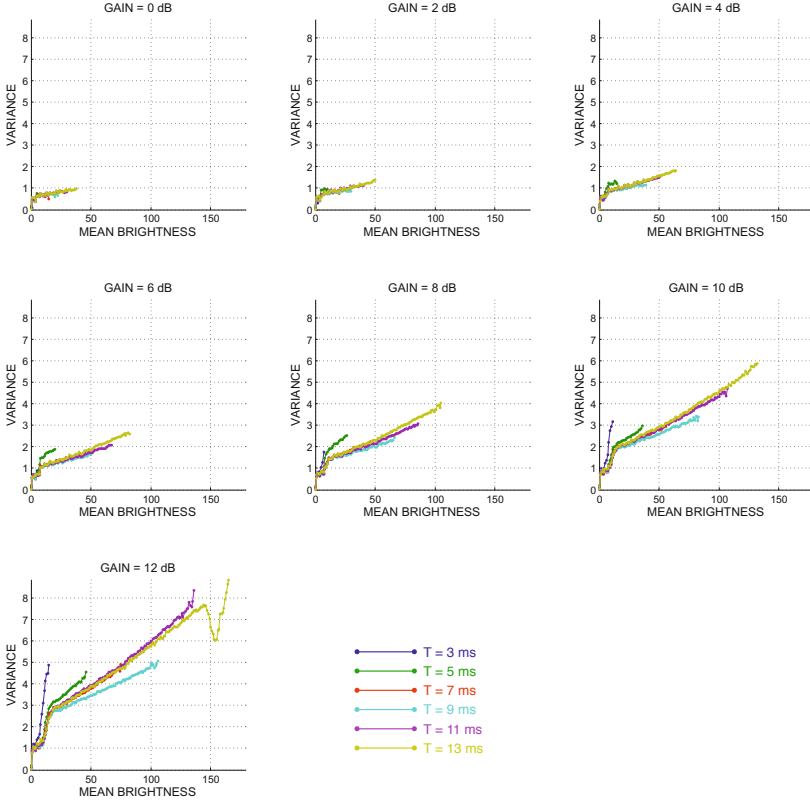 GAIN = 0 dB
GAIN = 2 dB
GAIN = 4 dB
8
7
6
5
4
3
2
1
0
VARIANCE
0 50 100 150
MEAN BRIGHTNESS
8
7
6
5
4
3
2
1
0
VARIANCE
0 50 100 150
MEAN BRIGHTNESS
8
7
6
5
4
3
2
1
0
VARIANCE
0 50 100 150
MEAN BRIGHTNESS
GAIN = 6 dB
GAIN = 8 dB
GAIN = 10 dB
8
7
6
5
4
3
2
1
0
VARIANCE
0 50 100 150
MEAN BRIGHTNESS
8
7
6
5
4
3
2
1
0
VARIANCE
0 50 100 150
MEAN BRIGHTNESS
8
7
6
5
4
3
2
1
0
VARIANCE
0 50 100 150
MEAN BRIGHTNESS
GAIN = 12 dB
8
7
6
5
4
3
2
1
0
VARIANCE
0 50 100 150
MEAN BRIGHTNESS
T = 3 ms
T = 5 ms
T = 7 ms
T = 9 ms
T = 11 ms
T = 13 ms